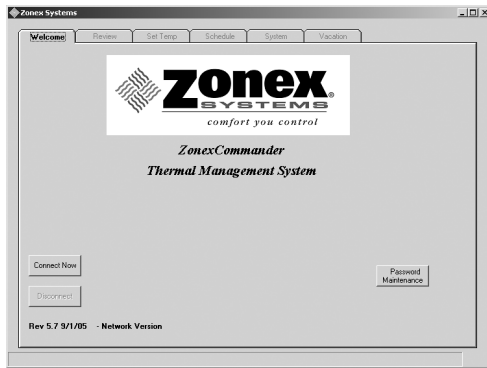 Zonex Systems
Welcome Review Set Temp Schedule System Vacation
zonex®
SYSTEMS
comfort you control
ZonexCommander
Thermal Management System
Connect Now
Password
Maintenance
Disconnect
Rev 5.7 9/1/05 - Network Version